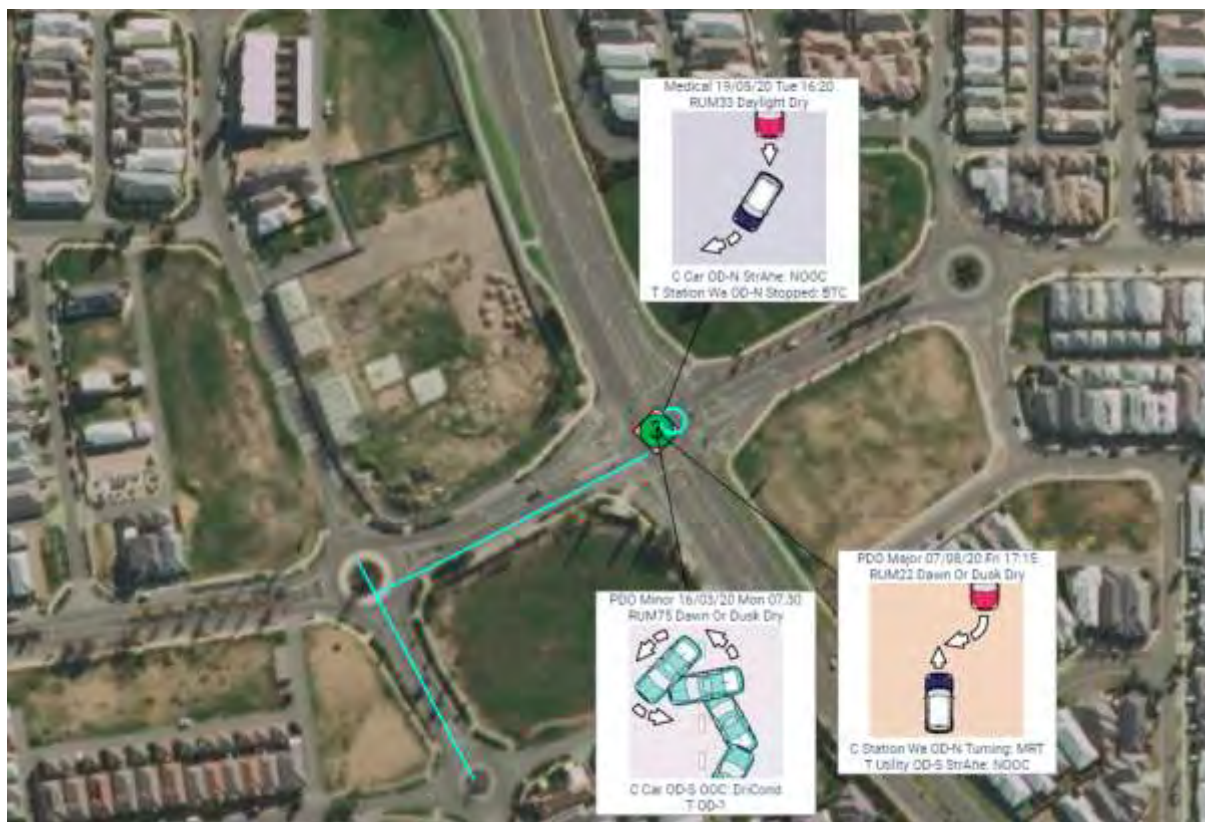 Medical 19/05/20 Tue 16:20
RUM33 Daylight Dry
C Car OD-N StrAhe: NOOC
T Station Wa OD-N Stopped: BTC
PDO Major 07/08/20 Fri 17:15
RUM22 Dawn Or Dusk Dry
C Station Wa OD-N Turning: MRT
T Utility OD-S StrAhe: NOOC
PDO Minor 16/03/20 Mon 07:30
RUM75 Dawn Or Dusk Dry
C Car OD-S OOC: DriCond
T OD-?